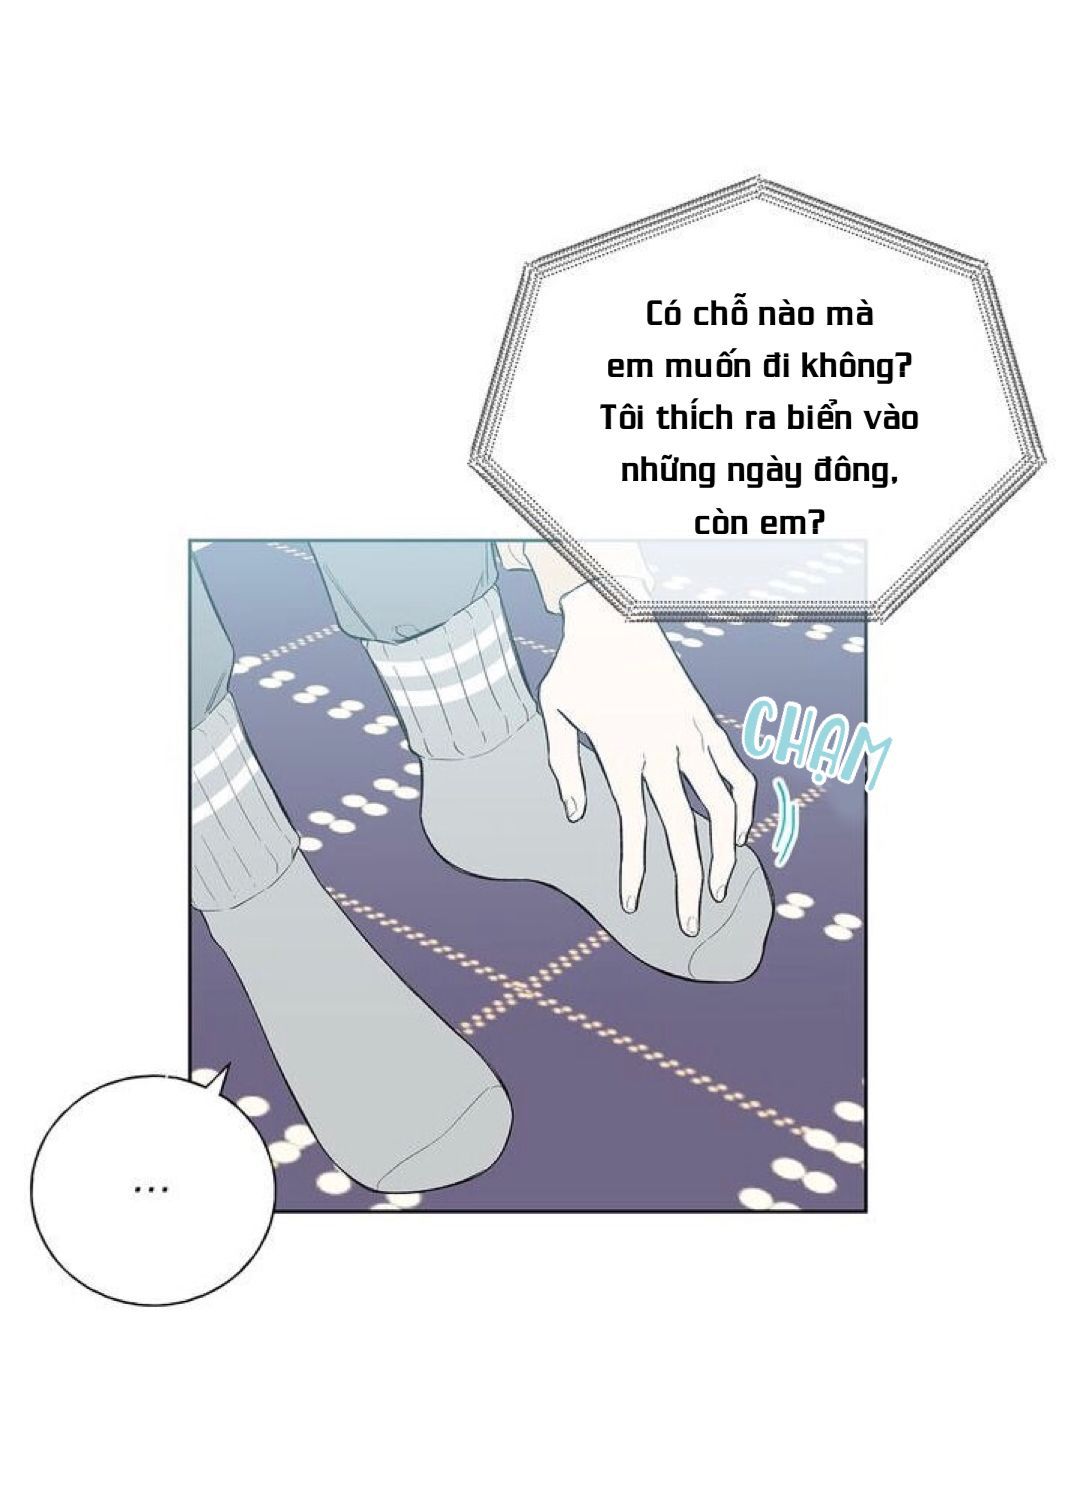 Có chỗ nào mà
em muốn đi không?
Tôi thích ra biển vào
những ngày đông,
còn em?
CHẠM
...